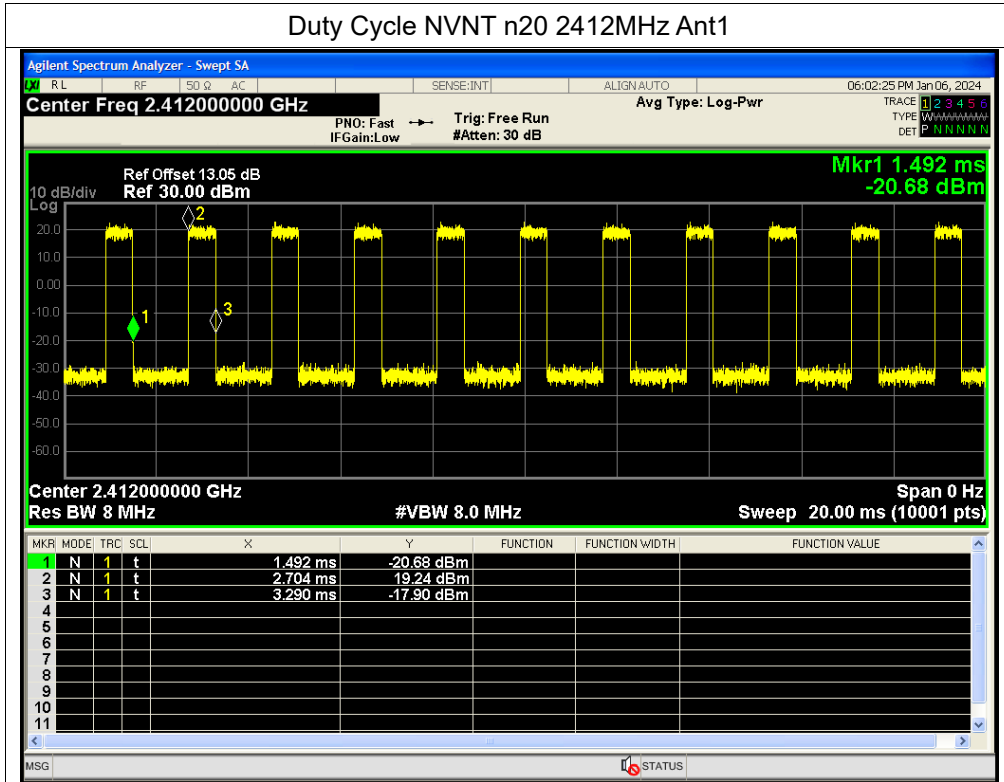 Duty Cycle NVNT n20 2412MHz Ant1
Agilent Spectrum Analyzer - Swept SA
LXI RL RF 50 Ω AC SENSE:INT ALIGNAUTO 06:02:25 PM Jan 06, 2024
Center Freq 2.412000000 GHz Avg Type: Log-Pwr TRACE 1 2 3 4 5 6
PNO: Fast Trig: Free Run TYPE WWWWWW
IFGain:Low #Atten: 30 dB DET P N N N N N
Mkr1 1.492 ms
-20.68 dBm
Ref Offset 13.05 dB
10 dB/div Ref 30.00 dBm
Log
20.0
10.0
0.00
-10.0
-20.0
-30.0
-40.0
-50.0
-60.0
2
1
3
Center 2.412000000 GHz Span 0 Hz
Res BW 8 MHz #VBW 8.0 MHz Sweep 20.00 ms (10001 pts)
MKR MODE TRC SCL X Y FUNCTION FUNCTION WIDTH FUNCTION VALUE
1 N 1 t 1.492 ms -20.68 dBm
2 N 1 t 2.704 ms 19.24 dBm
3 N 1 t 3.290 ms -17.90 dBm
4
5
6
7
8
9
10
11
MSG STATUS